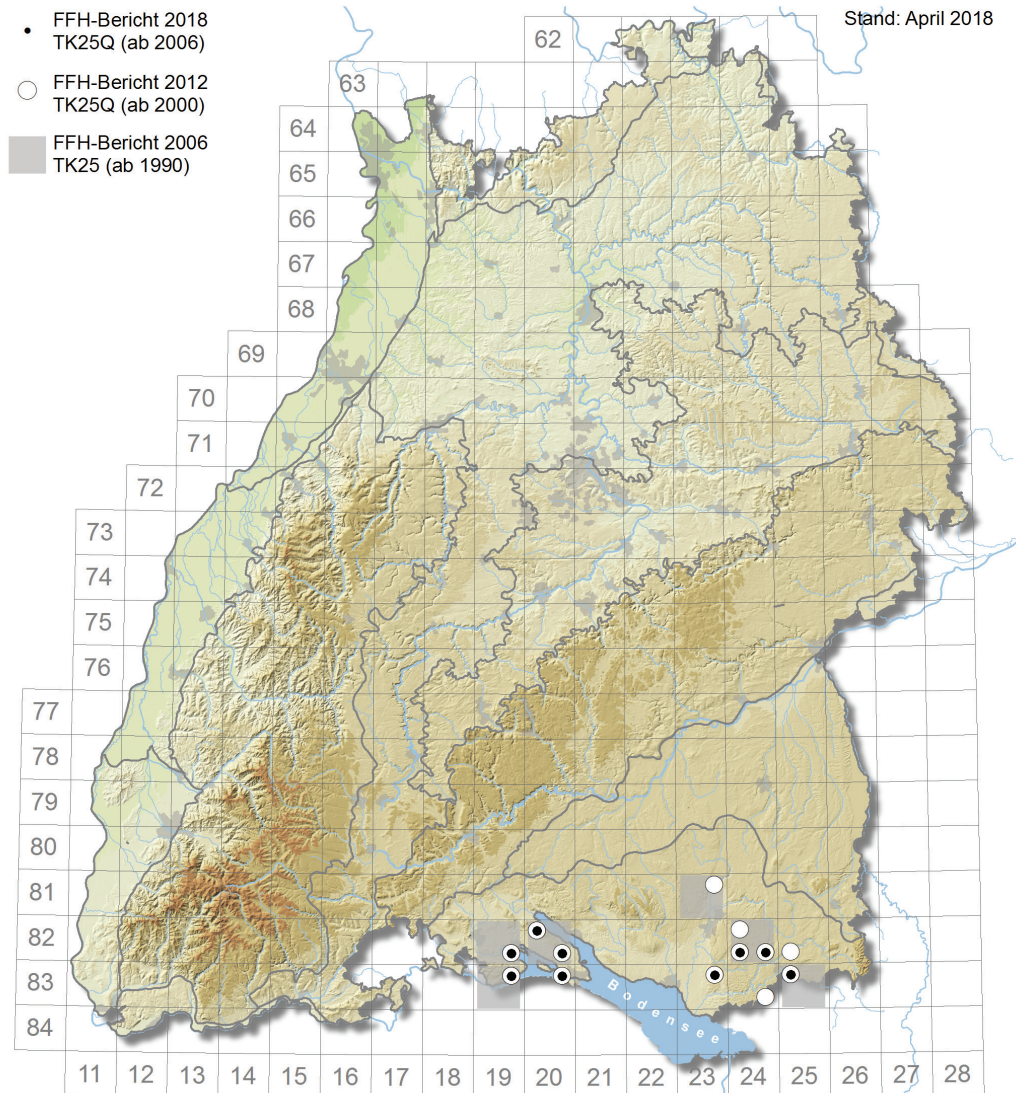 FFH-Bericht 2018
TK25Q (ab 2006)
FFH-Bericht 2012
TK25Q (ab 2000)
FFH-Bericht 2006
TK25 (ab 1990)
Stand: April 2018
62
63
64
65
66
67
68
69
70
71
72
73
74
75
76
77
78
79
80
81
82
83
84
Bodensee
11 12 13 14 15 16 17 18 19 20 21 22 23 24 25 26 27 28